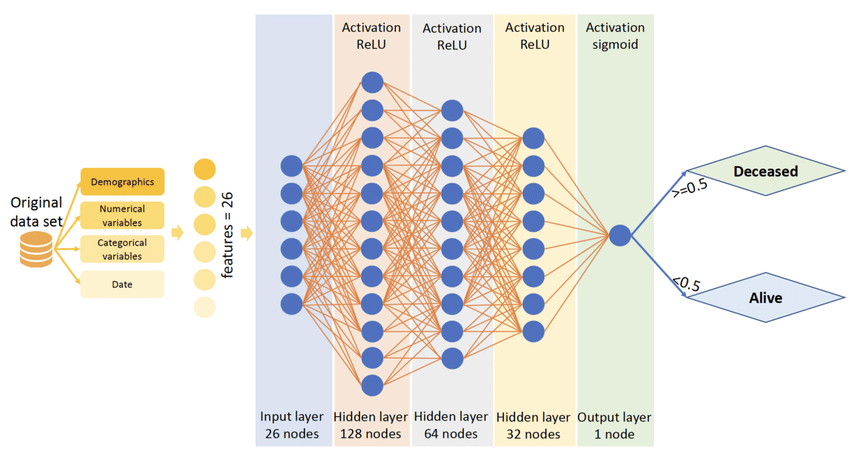 Original
data set
Demographics
Numerical
variables
Categorical
variables
Date
features = 26
Input layer
26 nodes
Activation
ReLU
Hidden layer
128 nodes
Activation
ReLU
Hidden layer
64 nodes
Activation
ReLU
Hidden layer
32 nodes
Activation
sigmoid
Output layer
1 node
>=0.5
Deceased
<0.5
Alive